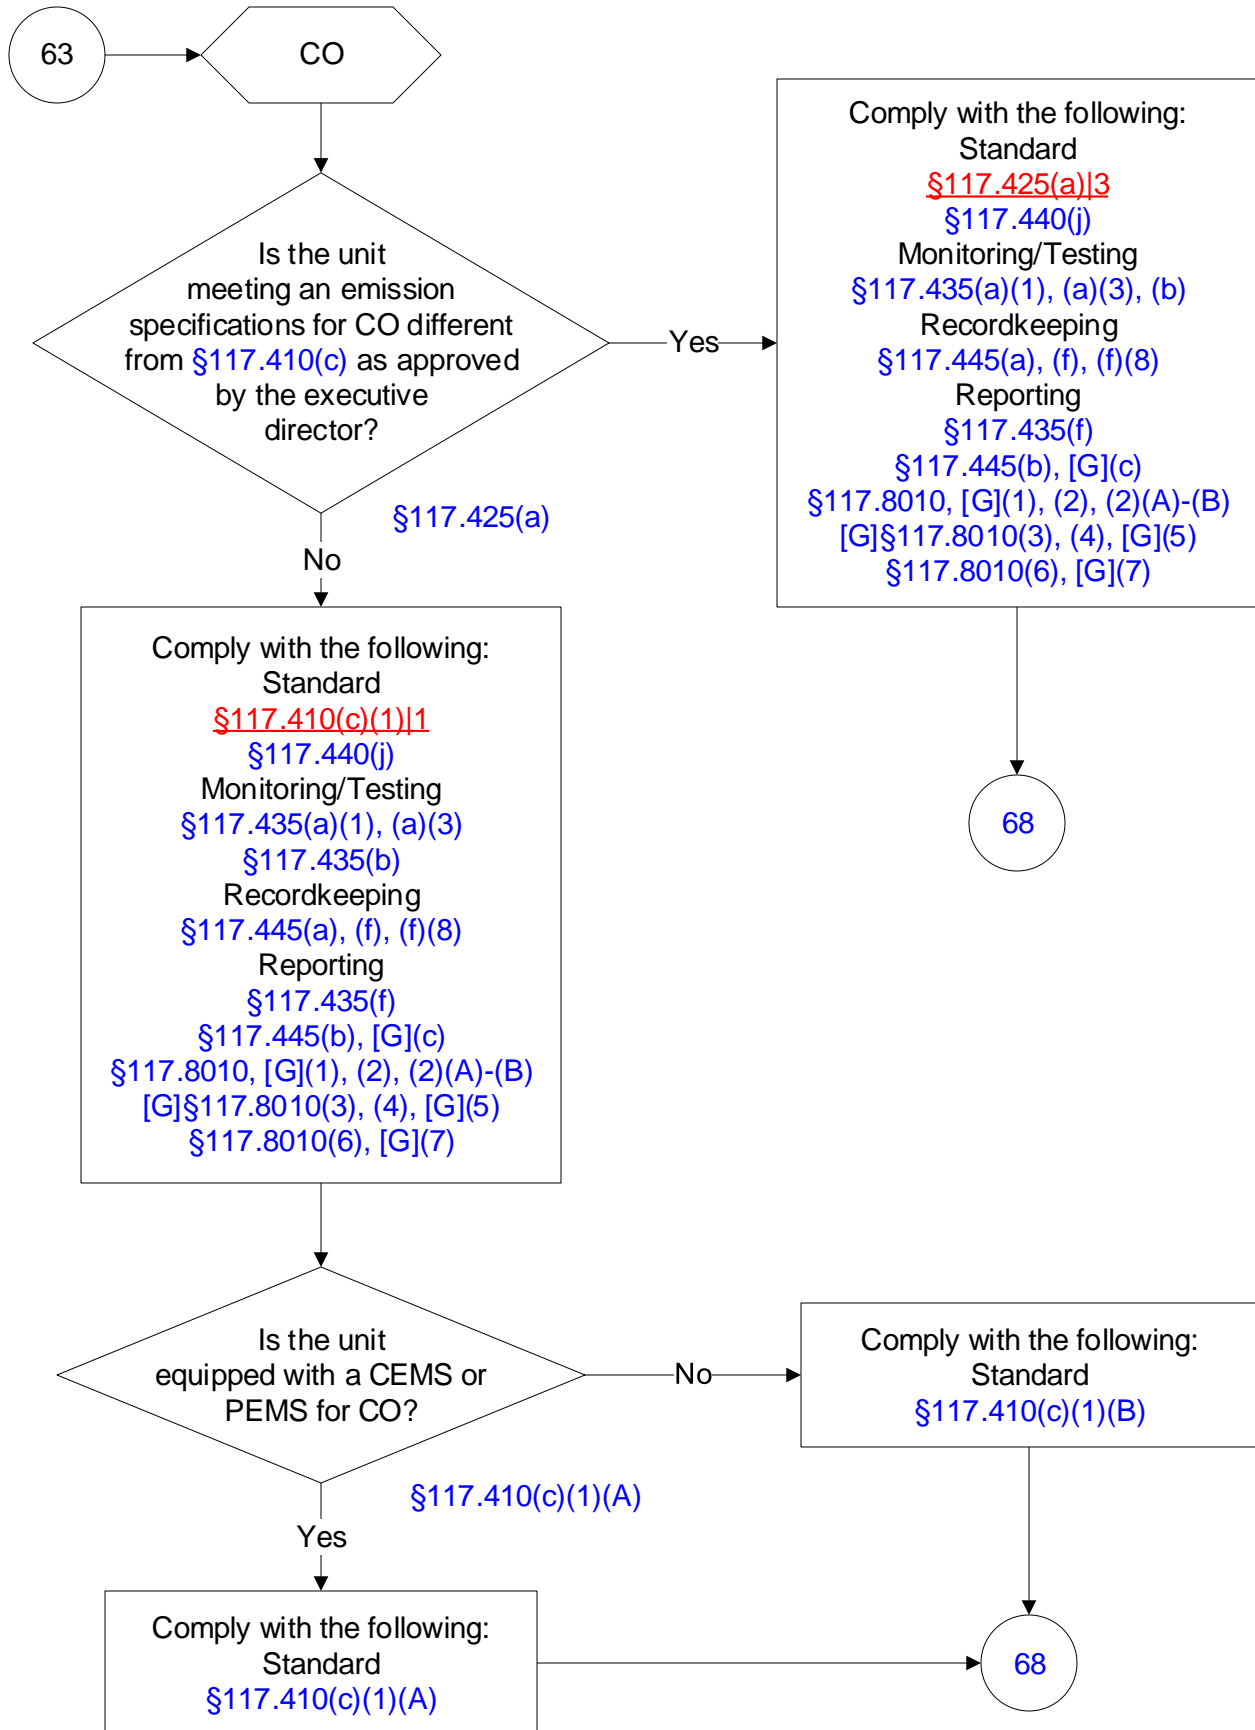 63
CO
Is the unit
meeting an emission
specifications for CO different
from §117.410(c) as approved
by the executive
director?
Yes
§117.425(a)
No
Comply with the following:
Standard
§117.425(a)|3
§117.440(j)
Monitoring/Testing
§117.435(a)(1), (a)(3), (b)
Recordkeeping
§117.445(a), (f), (f)(8)
Reporting
§117.435(f)
§117.445(b), [G](c)
§117.8010, [G](1), (2), (2)(A)-(B)
[G]§117.8010(3), (4), [G](5)
§117.8010(6), [G](7)
68
Comply with the following:
Standard
§117.410(c)(1)|1
§117.440(j)
Monitoring/Testing
§117.435(a)(1), (a)(3)
§117.435(b)
Recordkeeping
§117.445(a), (f), (f)(8)
Reporting
§117.435(f)
§117.445(b), [G](c)
§117.8010, [G](1), (2), (2)(A)-(B)
[G]§117.8010(3), (4), [G](5)
§117.8010(6), [G](7)
Is the unit
equipped with a CEMS or
PEMS for CO?
No
§117.410(c)(1)(A)
Yes
Comply with the following:
Standard
§117.410(c)(1)(B)
Comply with the following:
Standard
§117.410(c)(1)(A)
68